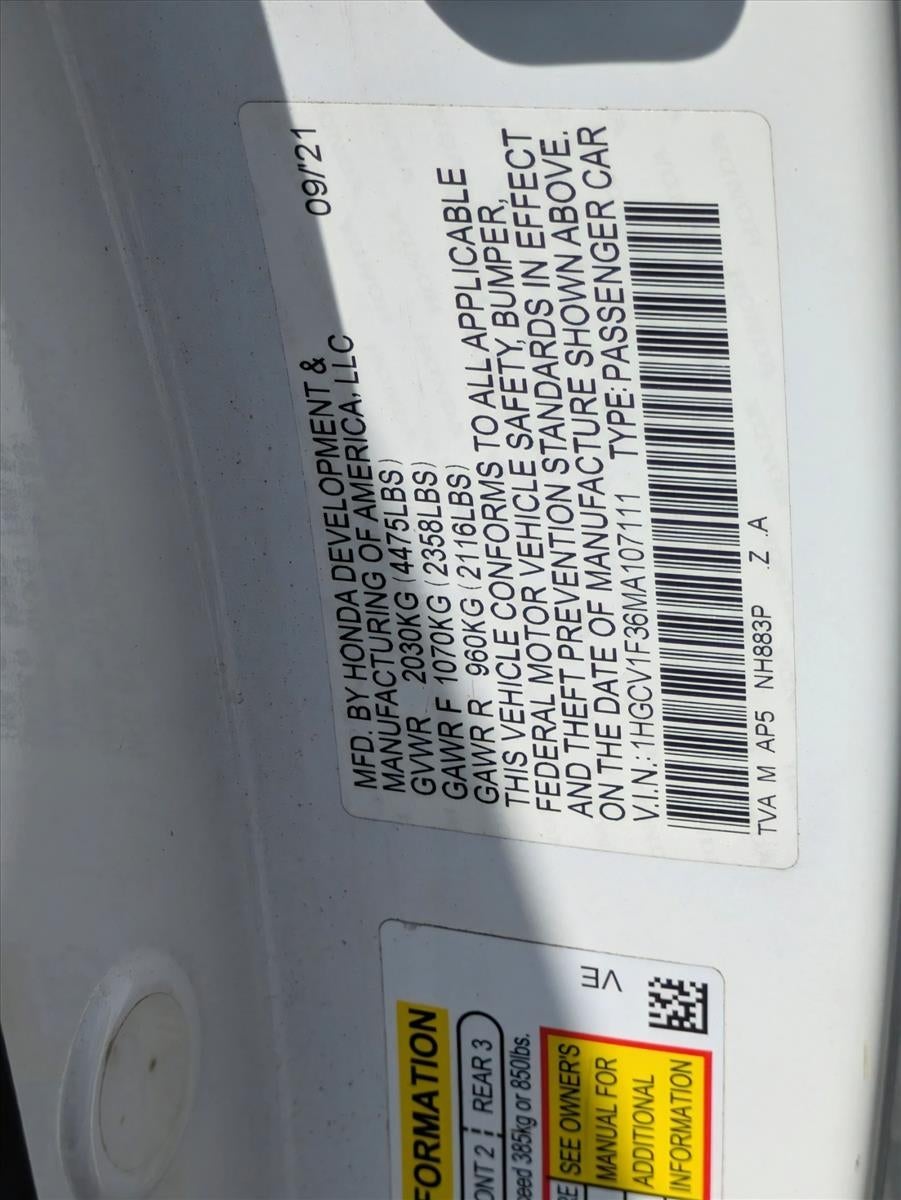 MFD. BY HONDA DEVELOPMENT & 09/'21
MANUFACTURING OF AMERICA, LLC
GVWR 2030KG (4475LBS)
GAWR F 1070KG (2358LBS)
GAWR R 960KG (2116LBS)
THIS VEHICLE CONFORMS TO ALL APPLICABLE
FEDERAL MOTOR VEHICLE SAFETY, BUMPER,
AND THEFT PREVENTION STANDARDS IN EFFECT
ON THE DATE OF MANUFACTURE SHOWN ABOVE.
V.I.N.: 1HGCV1F36MA107111 TYPE: PASSENGER CAR
TVA M AP5 NH883P .Z .A
FORMATION
ONT 2 REAR 3
eed 385kg or 850lbs.
VE
RE SEE OWNER'S
MANUAL FOR
ADDITIONAL
INFORMATION